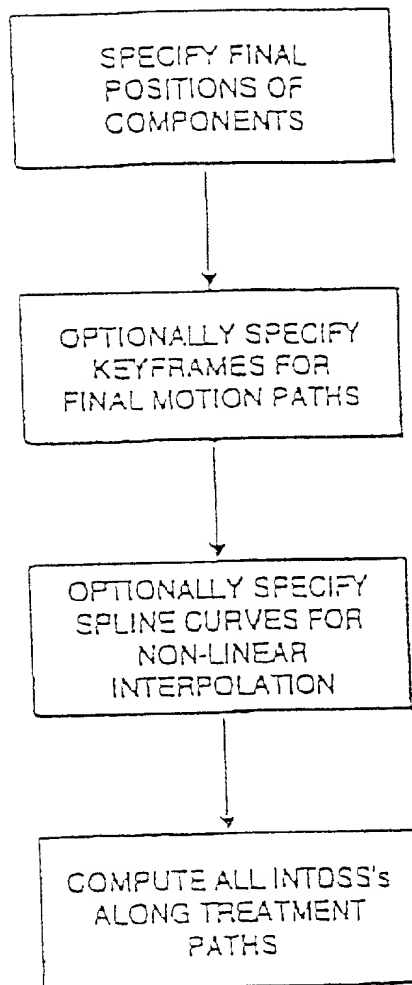 SPECIFY FINAL
POSITIONS OF
COMPONENTS
OPTIONALLY SPECIFY
KEYFRAMES FOR
FINAL MOTION PATHS
OPTIONALLY SPECIFY
SPLINE CURVES FOR
NON-LINEAR
INTERPOLATION
COMPUTE ALL INTDSS's
ALONG TREATMENT
PATHS